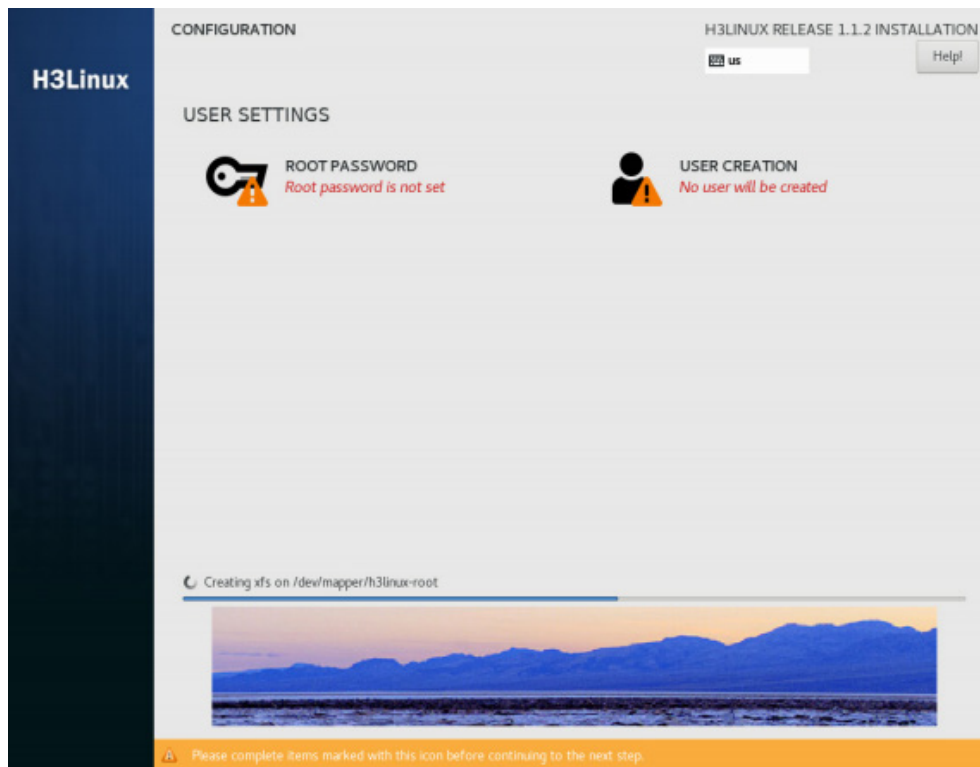 CONFIGURATION
H3LINUX RELEASE 1.1.2 INSTALLATION
us
Help!
H3Linux
USER SETTINGS
ROOT PASSWORD
Root password is not set
USER CREATION
No user will be created
Creating xfs on /dev/mapper/h3linux-root
Please complete items marked with this icon before continuing to the next step.